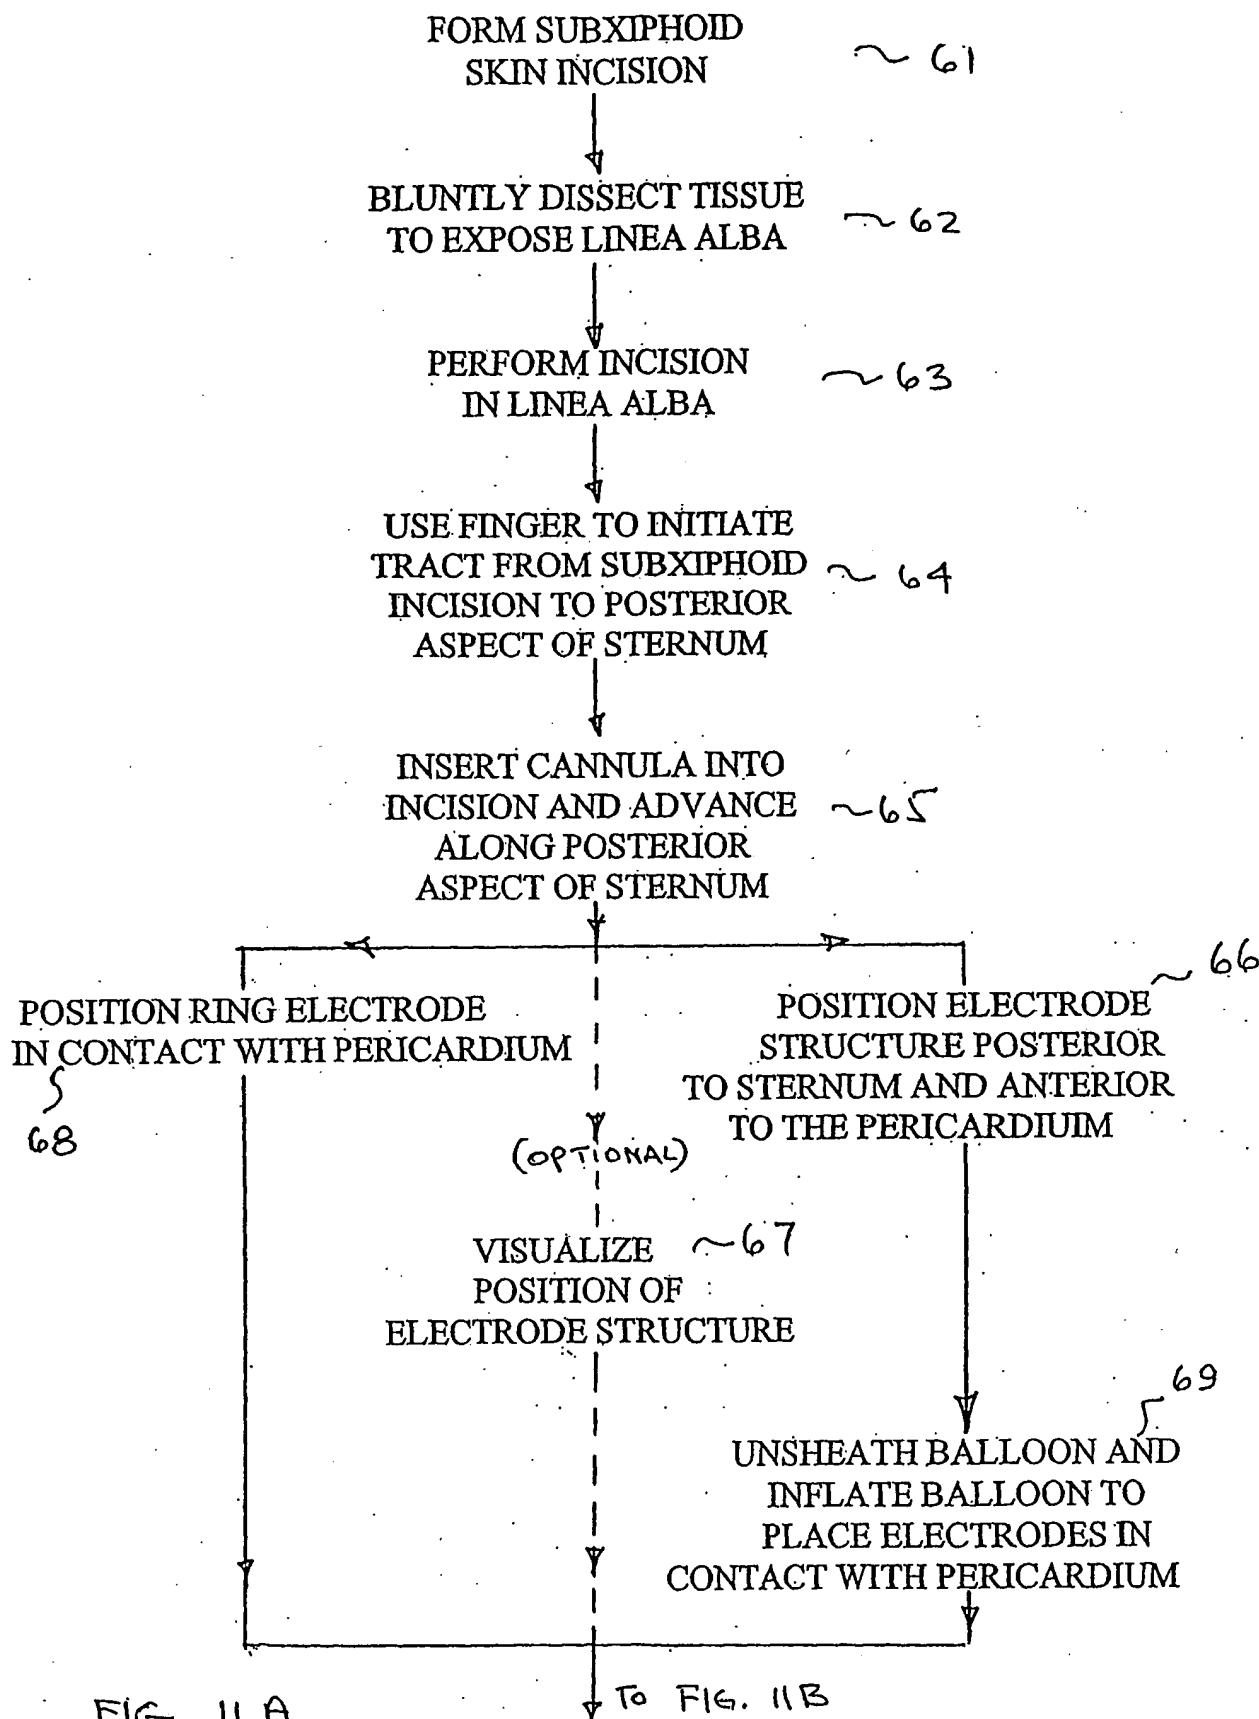 FORM SUBXIPHOID
SKIN INCISION
~ 61
BLUNTLY DISSECT TISSUE
TO EXPOSE LINEA ALBA
~ 62
PERFORM INCISION
IN LINEA ALBA
~ 63
USE FINGER TO INITIATE
TRACT FROM SUBXIPHOID
INCISION TO POSTERIOR
ASPECT OF STERNUM
~ 64
INSERT CANNULA INTO
INCISION AND ADVANCE
ALONG POSTERIOR
ASPECT OF STERNUM
~ 65
POSITION RING ELECTRODE
IN CONTACT WITH PERICARDIUM
68
(OPTIONAL)
VISUALIZE
POSITION OF
ELECTRODE STRUCTURE
~ 67
POSITION ELECTRODE
STRUCTURE POSTERIOR
TO STERNUM AND ANTERIOR
TO THE PERICARDIUIM
~ 66
UNSHEATH BALLOON AND
INFLATE BALLOON TO
PLACE ELECTRODES IN
CONTACT WITH PERICARDIUM
69
FIG. 11A
TO FIG. 11B